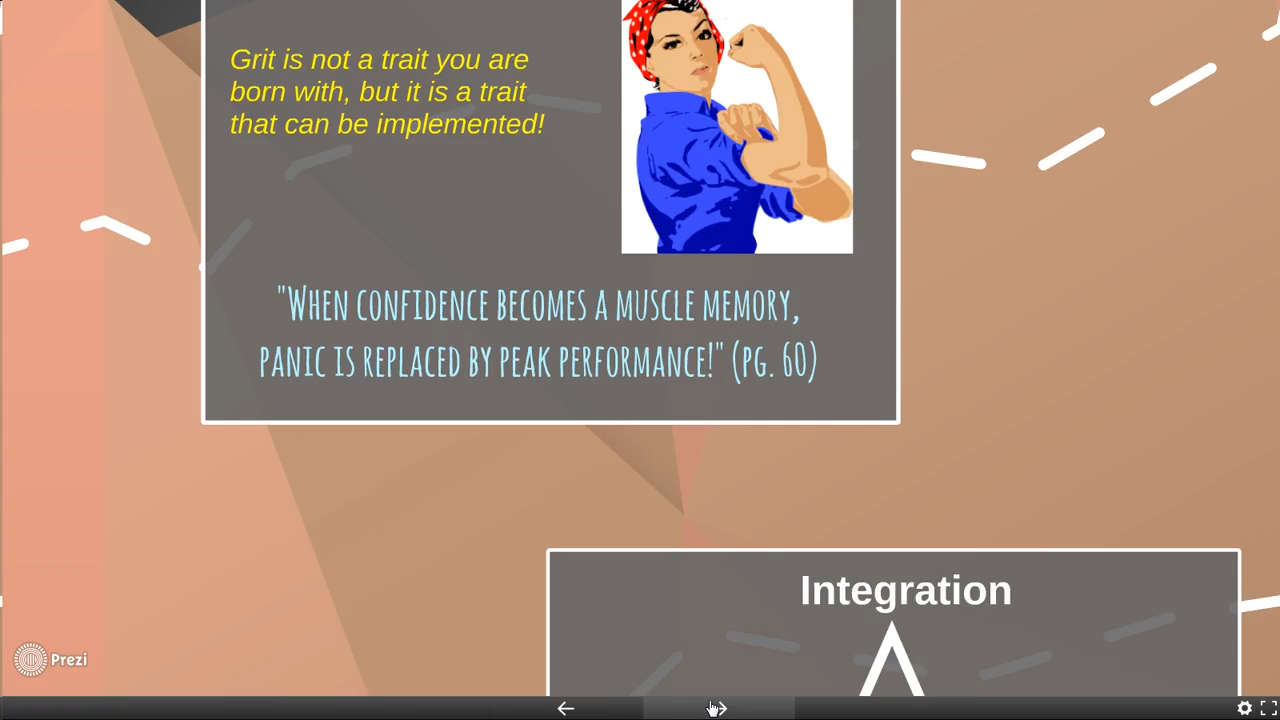 Grit is not a trait you are
born with, but it is a trait
that can be implemented!
"When confidence becomes a muscle memory,
panic is replaced by peak performance!" (pg. 60)
Integration
Prezi